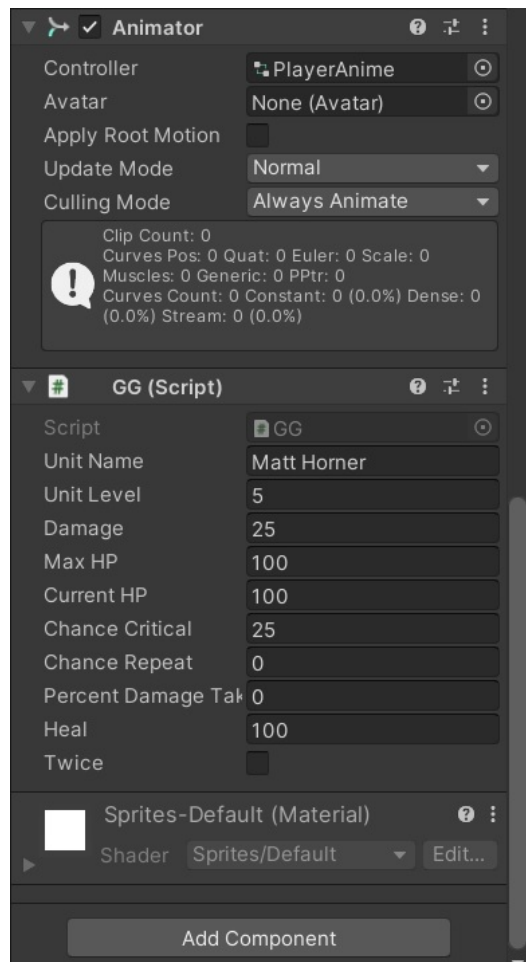 Animator
Controller PlayerAnime
Avatar None (Avatar)
Apply Root Motion
Update Mode Normal
Culling Mode Always Animate
Clip Count: 0
Curves Pos: 0 Quat: 0 Euler: 0 Scale: 0
Muscles: 0 Generic: 0 PPtr: 0
Curves Count: 0 Constant: 0 (0.0%) Dense: 0
(0.0%) Stream: 0 (0.0%)
# GG (Script)
Script GG
Unit Name Matt Horner
Unit Level 5
Damage 25
Max HP 100
Current HP 100
Chance Critical 25
Chance Repeat 0
Percent Damage Tak 0
Heal 100
Twice
Sprites-Default (Material)
Shader Sprites/Default Edit...
Add Component